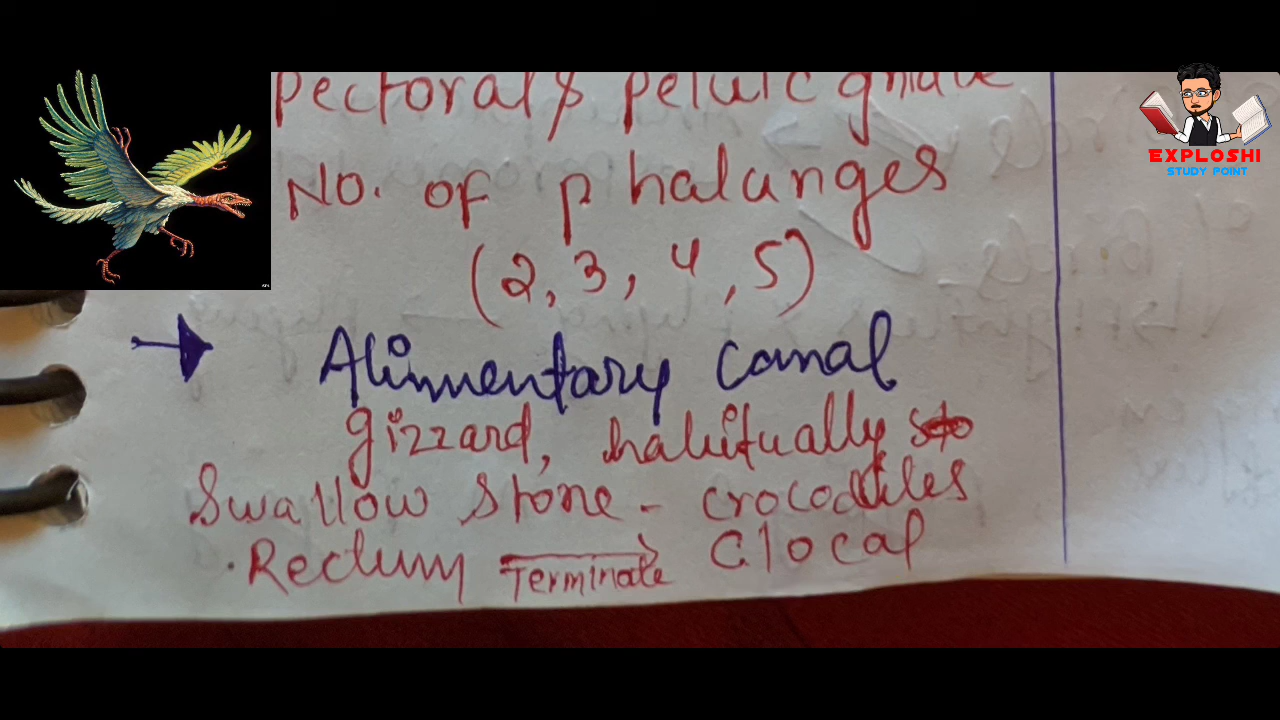 Pectoral & pelvic girdle
No. of phalanges
(2, 3, 4, 5)
Alimentary canal
gizzard, habitually
Swallow stone - crocodiles
. Rectum Terminate Clocal
EXPLOSHI
STUDY POINT